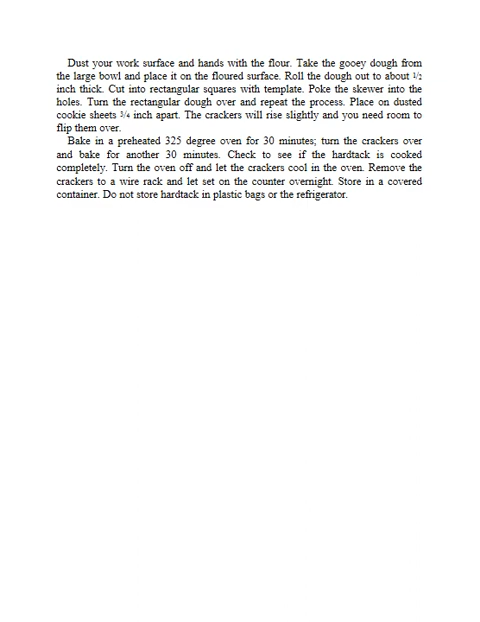 Dust your work surface and hands with the flour. Take the gooey dough from
the large bowl and place it on the floured surface. Roll the dough out to about 1/2
inch thick. Cut into rectangular squares with template. Poke the skewer into the
holes. Turn the rectangular dough over and repeat the process. Place on dusted
cookie sheets 3/4 inch apart. The crackers will rise slightly and you need room to
flip them over.
Bake in a preheated 325 degree oven for 30 minutes; turn the crackers over
and bake for another 30 minutes. Check to see if the hardtack is cooked
completely. Turn the oven off and let the crackers cool in the oven. Remove the
crackers to a wire rack and let set on the counter overnight. Store in a covered
container. Do not store hardtack in plastic bags or the refrigerator.